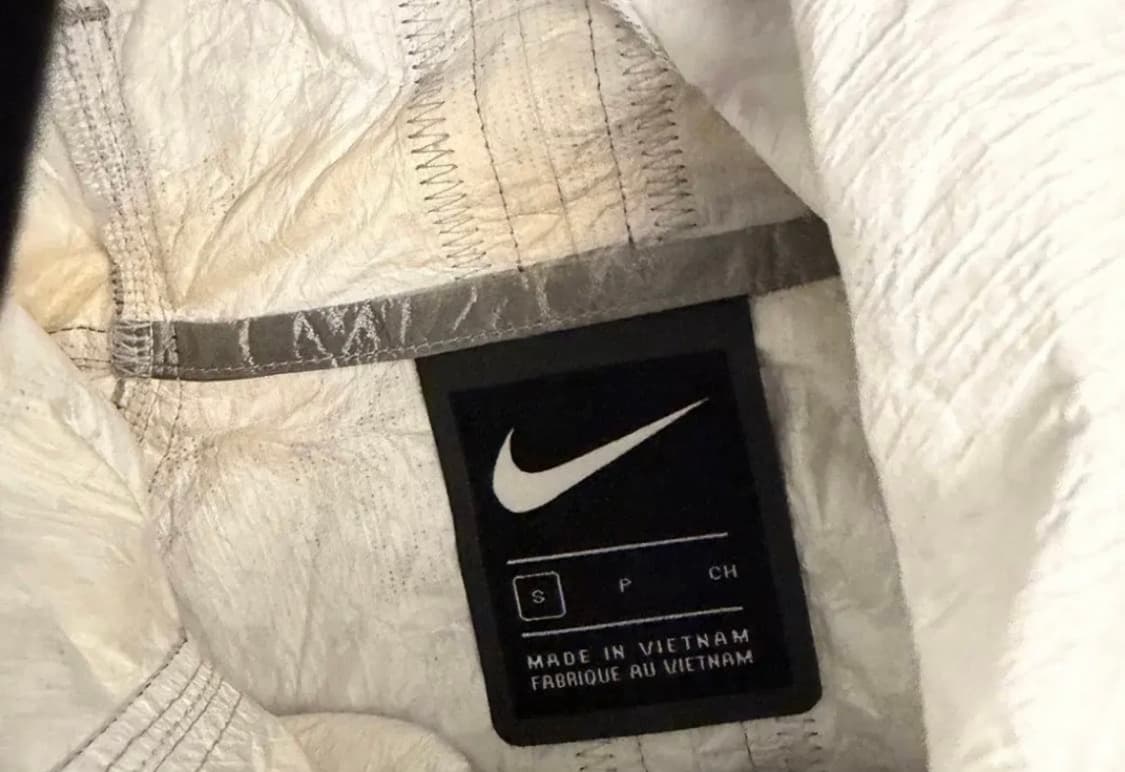 S P CH
MADE IN VIETNAM
FABRIQUE AU VIETNAM